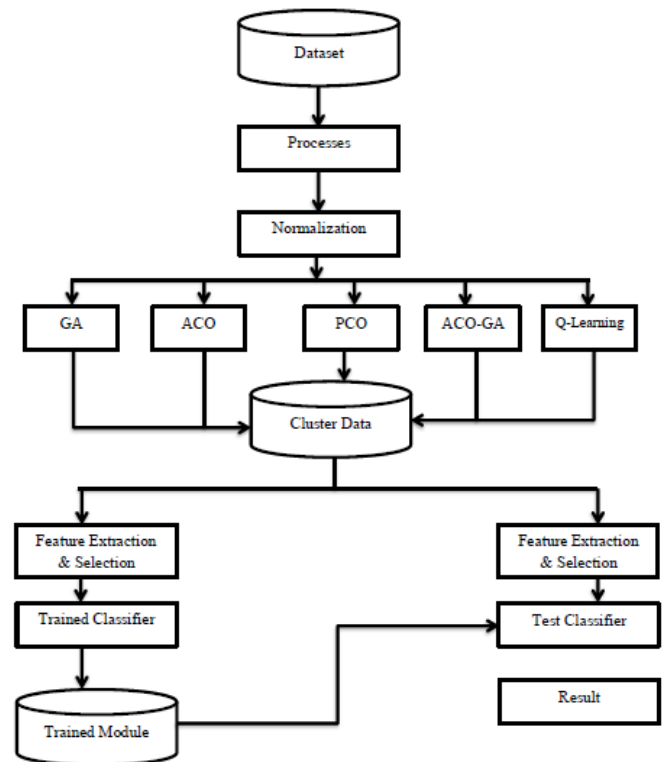 Dataset
Processes
Normalization
GA
ACO
PCO
ACO-GA
Q-Learning
Cluster Data
Feature Extraction
& Selection
Feature Extraction
& Selection
Trained Classifier
Test Classifier
Trained Module
Result